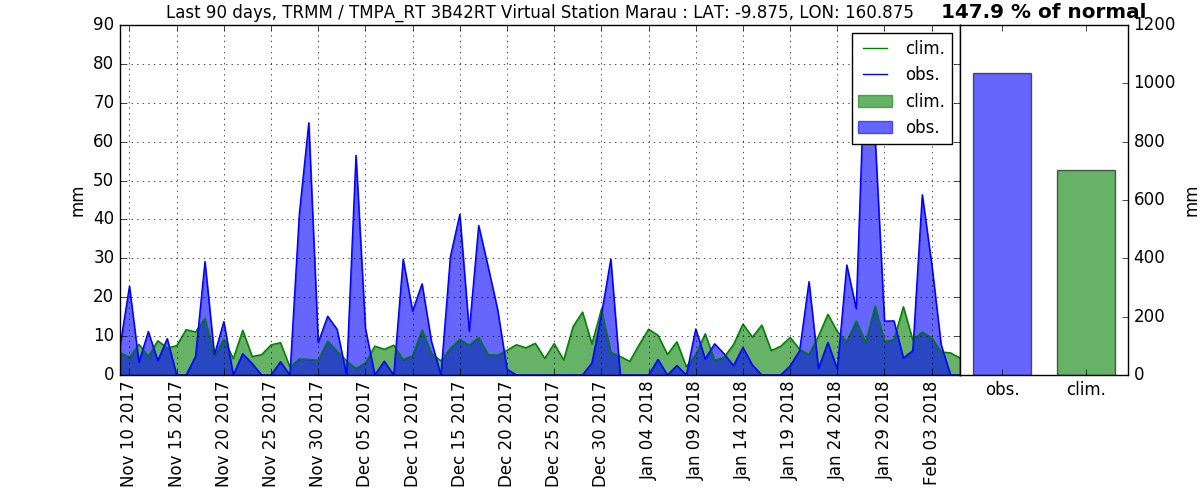 Last 90 days, TRMM / TMPA_RT 3B42RT Virtual Station Marau : LAT: -9.875, LON: 160.875
147.9 % of normal
90
80
70
60
50
40
30
20
10
0
mm
clim.
obs.
clim.
obs.
Nov 10 2017
Nov 15 2017
Nov 20 2017
Nov 25 2017
Nov 30 2017
Dec 05 2017
Dec 10 2017
Dec 15 2017
Dec 20 2017
Dec 25 2017
Dec 30 2017
Jan 04 2018
Jan 09 2018
Jan 14 2018
Jan 19 2018
Jan 24 2018
Jan 29 2018
Feb 03 2018
1200
1000
800
600
400
200
0
mm
obs.
clim.